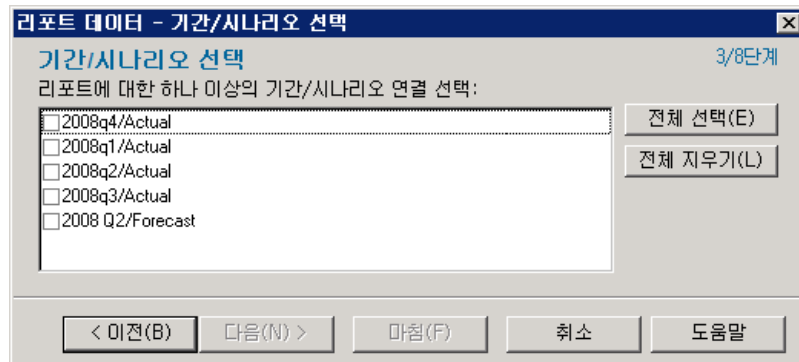 리포트 데이터 - 기간/시나리오 선택
기간/시나리오 선택
3/8단계
리포트에 대한 하나 이상의 기간/시나리오 연결 선택:
2008q4/Actual
2008q1/Actual
2008q2/Actual
2008q3/Actual
2008 Q2/Forecast
전체 선택(E)
전체 지우기(L)
< 이전(B) 다음(N) > 마침(F) 취소 도움말